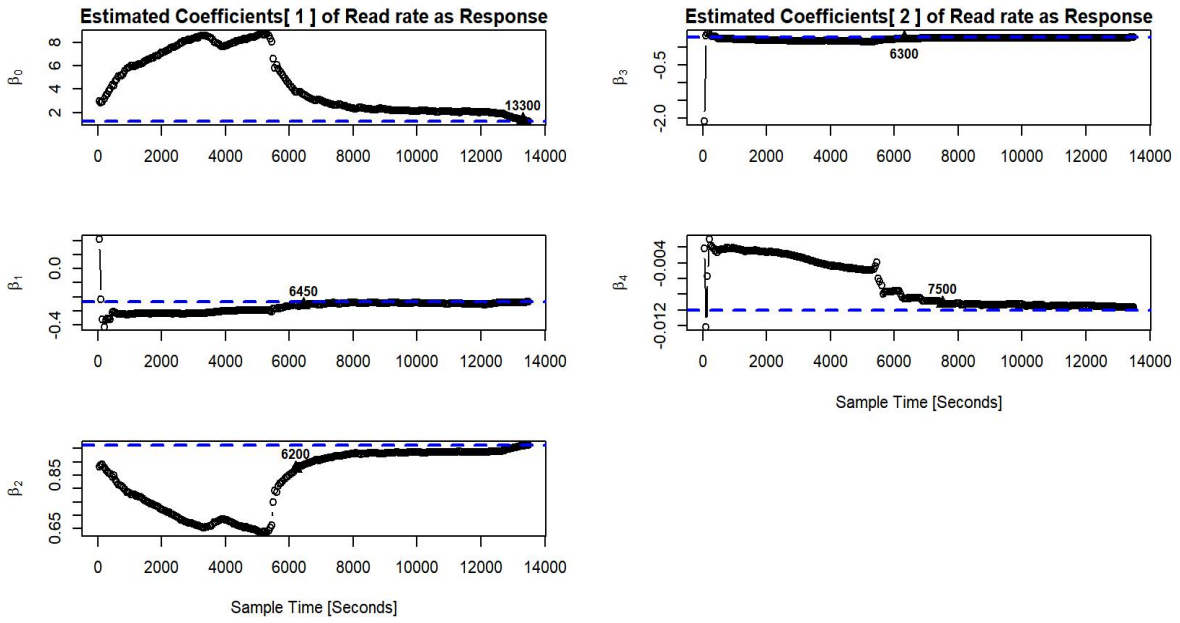 Estimated Coefficients[ 1 ] of Read rate as Response
β0
8
6
4
2
13300
0 2000 4000 6000 8000 10000 12000 14000
β1
0.0
-0.4
6450
0 2000 4000 6000 8000 10000 12000 14000
β2
0.85
0.65
6200
0 2000 4000 6000 8000 10000 12000 14000
Sample Time [Seconds]
Estimated Coefficients[ 2 ] of Read rate as Response
β3
-0.5
-2.0
6300
0 2000 4000 6000 8000 10000 12000 14000
β4
-0.004
-0.012
7500
0 2000 4000 6000 8000 10000 12000 14000
Sample Time [Seconds]